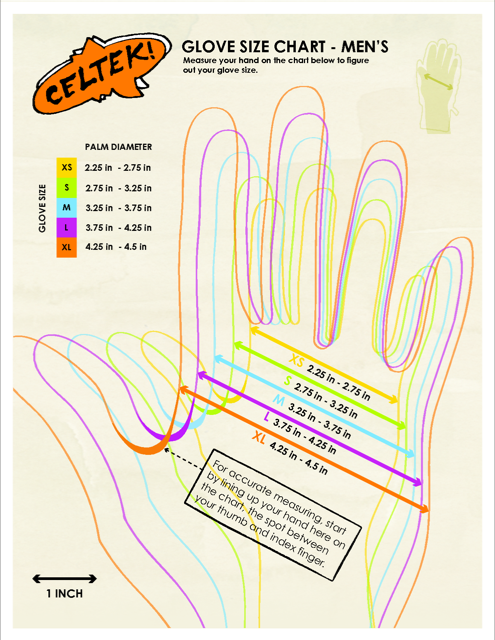 CELTEK!
GLOVE SIZE CHART - MEN'S
Measure your hand on the chart below to figure
out your glove size.
PALM DIAMETER
GLOVE SIZE
XS 2.25 in - 2.75 in
S 2.75 in - 3.25 in
M 3.25 in - 3.75 in
L 3.75 in - 4.25 in
XL 4.25 in - 4.5 in
XS 2.25 in - 2.75 in
S 2.75 in - 3.25 in
M 3.25 in - 3.75 in
L 3.75 in - 4.25 in
XL 4.25 in - 4.5 in
For accurate measuring, start
by lining up your hand here on
the chart, the spot between
your thumb and index finger.
1 INCH